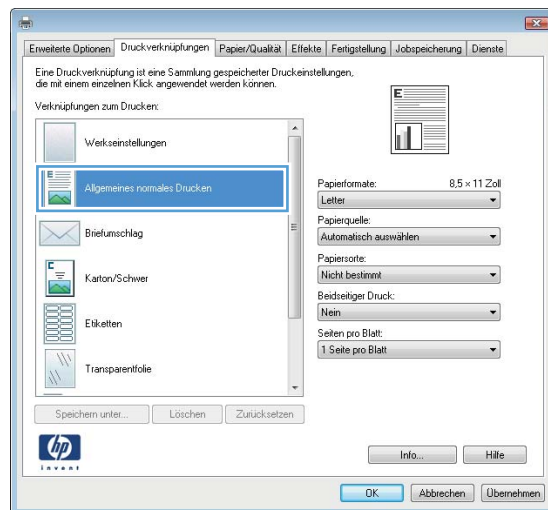 Erweiterte Optionen Druckverknüpfungen Papier/Qualität Effekte Fertigstellung Jobspeicherung Dienste
Eine Druckverknüpfung ist eine Sammlung gespeicherter Druckeinstellungen,
die mit einem einzelnen Klick angewendet werden können.
Verknüpfungen zum Drucken:
Werkseinstellungen
E
Allgemeines normales Drucken
Briefumschlag
Karton/Schwer
Etiketten
Transparentfolie
Speichern unter... Löschen Zurücksetzen
E
Papierformate: 8,5 × 11 Zoll
Letter
Papierquelle:
Automatisch auswählen
Papiersorte:
Nicht bestimmt
Beidseitiger Druck:
Nein
Seiten pro Blatt:
1 Seite pro Blatt
hp
invent
Info... Hilfe
OK Abbrechen Übernehmen